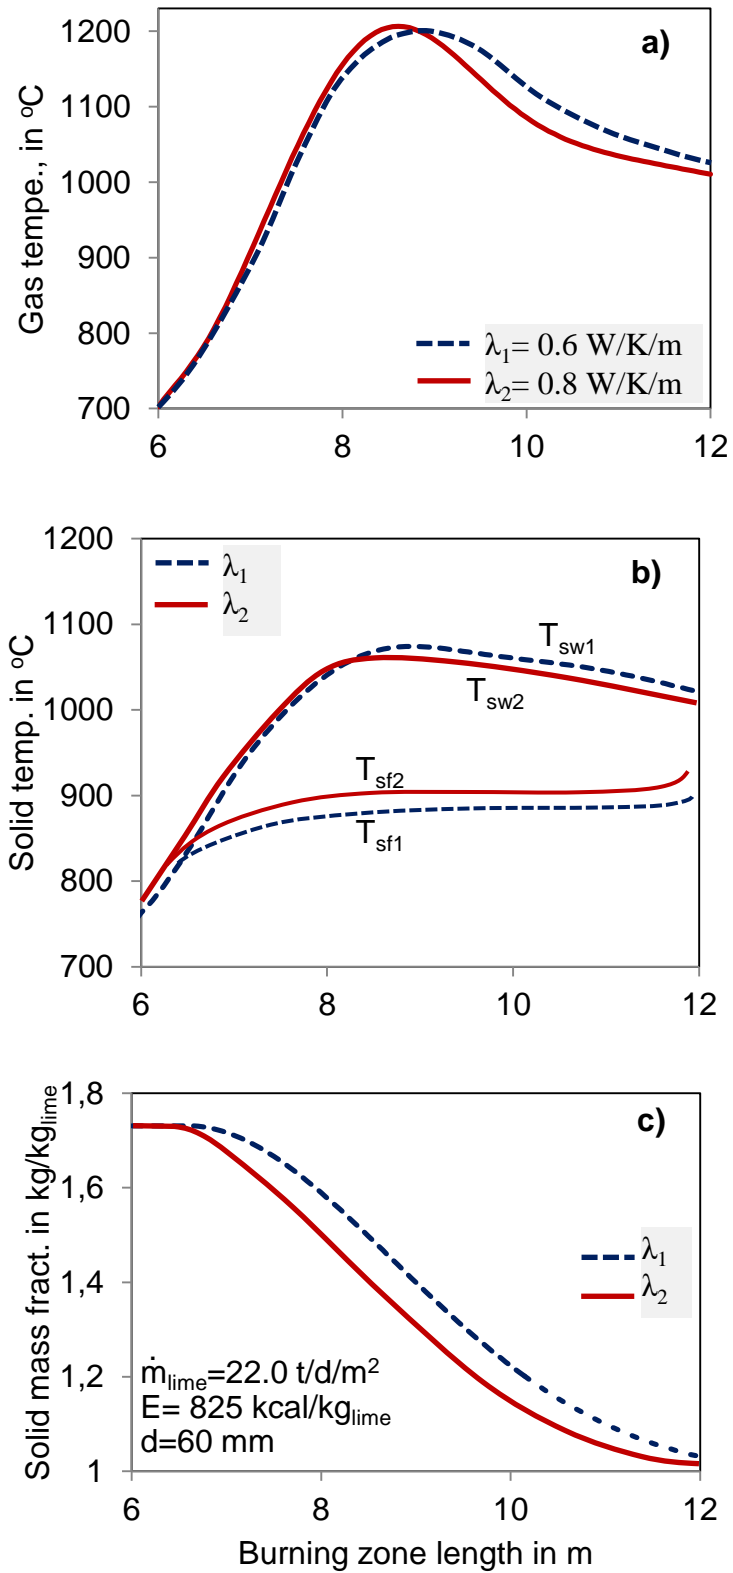 Gas tempe., in ºC
1200
1100
1000
900
800
700
a)
λ1= 0.6 W/K/m
λ2= 0.8 W/K/m
6 8 10 12
Solid temp. in ºC
1200
1100
1000
900
800
700
λ1
λ2
b)
Tsw1
Tsw2
Tsf2
Tsf1
6 8 10 12
Solid mass fract. in kg/kglime
1,8
1,6
1,4
1,2
1
c)
λ1
λ2
ṁlime=22.0 t/d/m²
E= 825 kcal/kglime
d=60 mm
6 8 10 12
Burning zone length in m